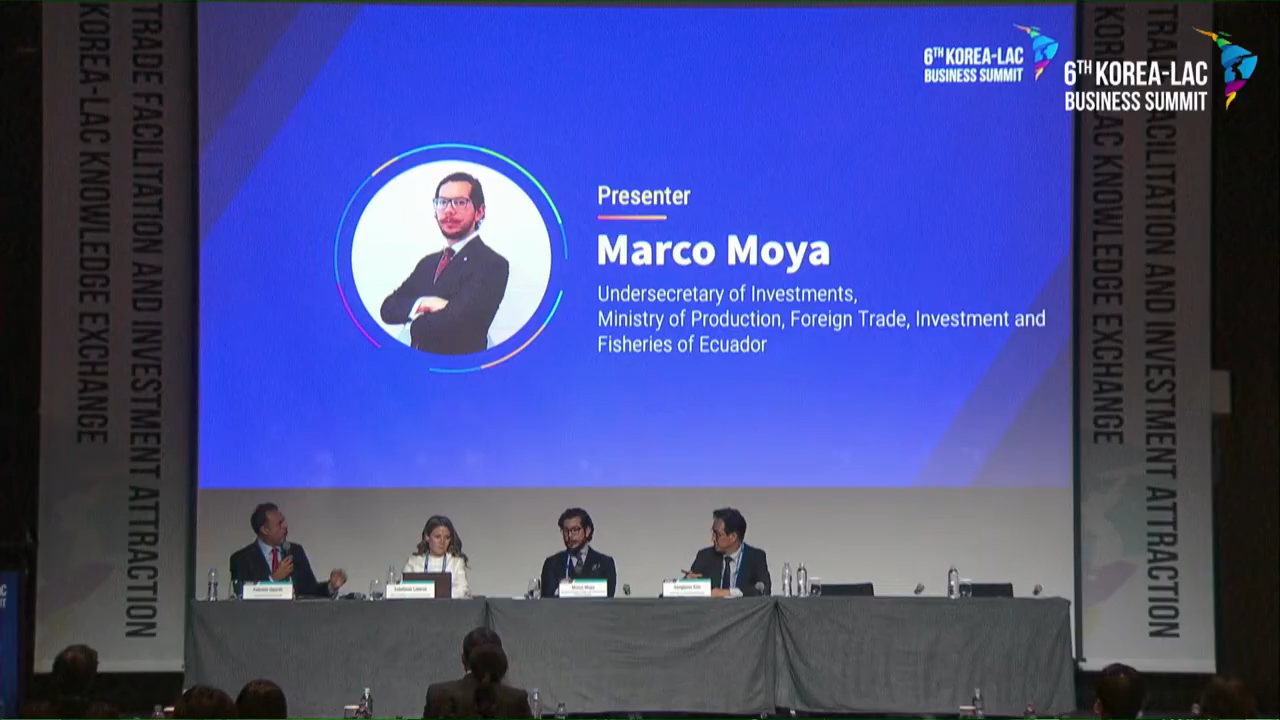 TRADE FACILITATION AND INVESTMENT ATTRACTION
KOREA-LAC KNOWLEDGE EXCHANGE
6TH KOREA-LAC
BUSINESS SUMMIT
6TH KOREA-LAC
BUSINESS SUMMIT
Presenter
Marco Moya
Undersecretary of Investments,
Ministry of Production, Foreign Trade, Investment and
Fisheries of Ecuador
TRADE FACILITATION AND INVESTMENT ATTRACTION
KOREA-LAC KNOWLEDGE EXCHANGE